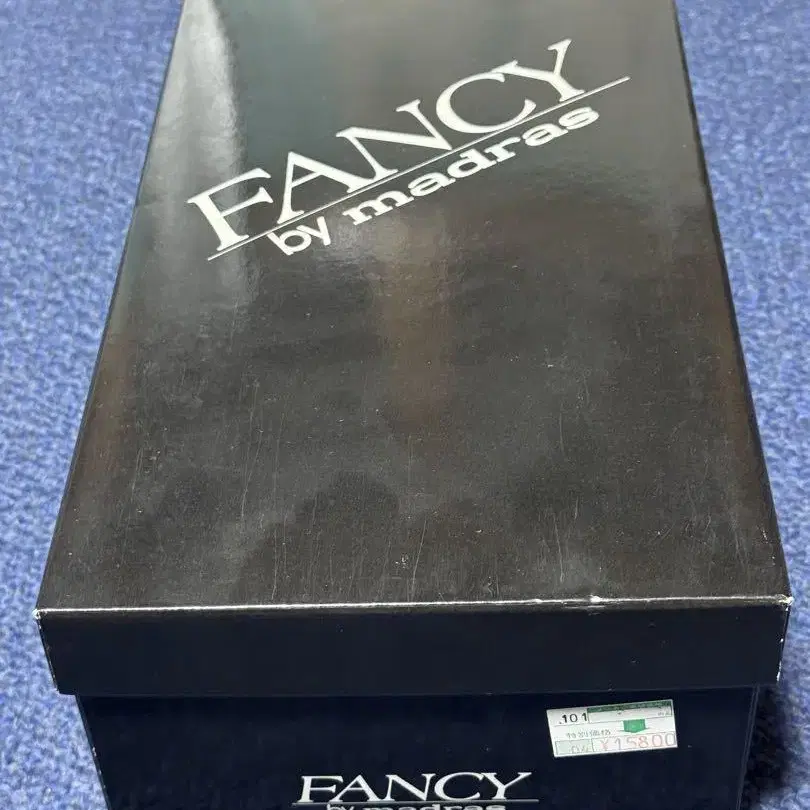 FANCY
by madras
.101
特別価格
04 ¥15800
FANCY
by madras